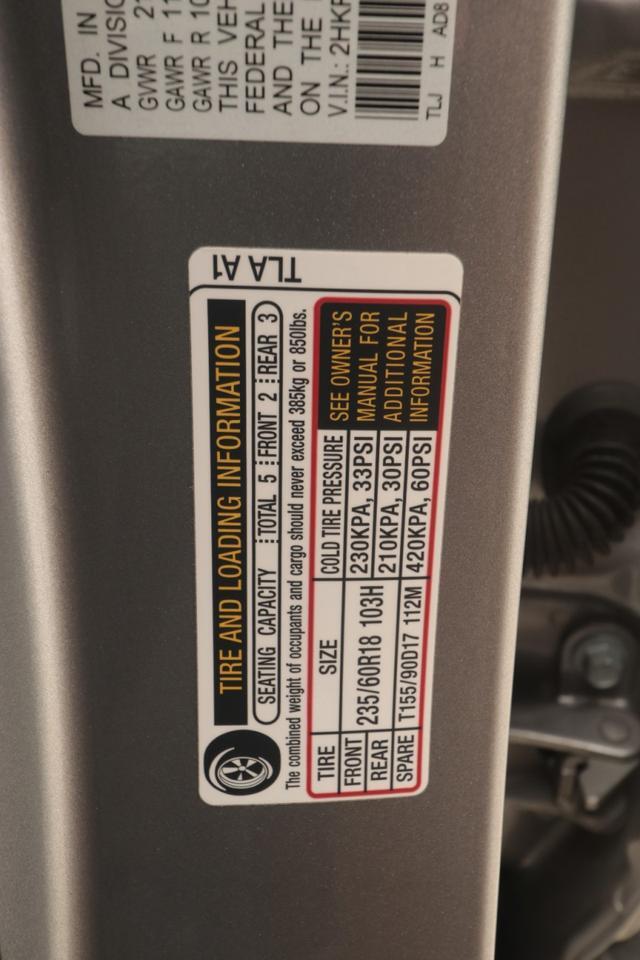 MFD. IN
A DIVISIO
GVWR 21
GAWR F 11
GAWR R 10
THIS VEH
FEDERAL
AND THE
ON THE
V.I.N.: 2HKR
TLJ H AD8
TLA A1
TIRE AND LOADING INFORMATION
SEATING CAPACITY TOTAL 5 FRONT 2 REAR 3
The combined weight of occupants and cargo should never exceed 385kg or 850lbs.
TIRE SIZE COLD TIRE PRESSURE
FRONT 235/60R18 103H 230KPA, 33PSI
REAR 210KPA, 30PSI
SPARE T155/90D17 112M 420KPA, 60PSI
SEE OWNER'S
MANUAL FOR
ADDITIONAL
INFORMATION